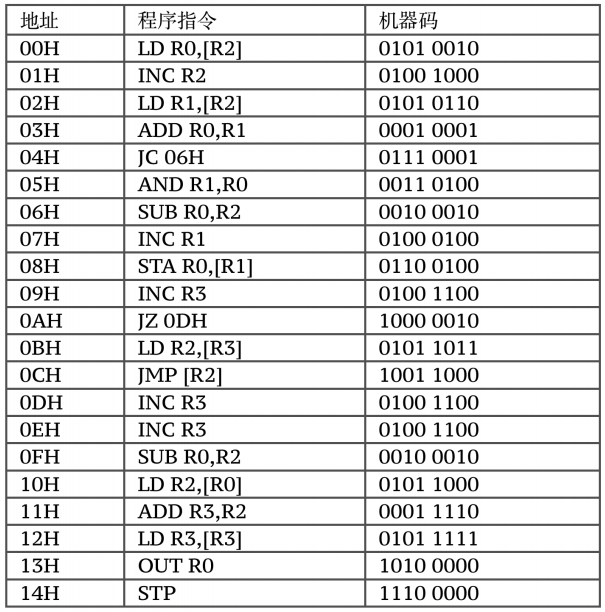 地址 程序指令 机器码
00H LD R0,[R2] 0101 0010
01H INC R2 0100 1000
02H LD R1,[R2] 0101 0110
03H ADD R0,R1 0001 0001
04H JC 06H 0111 0001
05H AND R1,R0 0011 0100
06H SUB R0,R2 0010 0010
07H INC R1 0100 0100
08H STA R0,[R1] 0110 0100
09H INC R3 0100 1100
0AH JZ 0DH 1000 0010
0BH LD R2,[R3] 0101 1011
0CH JMP [R2] 1001 1000
0DH INC R3 0100 1100
0EH INC R3 0100 1100
0FH SUB R0,R2 0010 0010
10H LD R2,[R0] 0101 1000
11H ADD R3,R2 0001 1110
12H LD R3,[R3] 0101 1111
13H OUT R0 1010 0000
14H STP 1110 0000